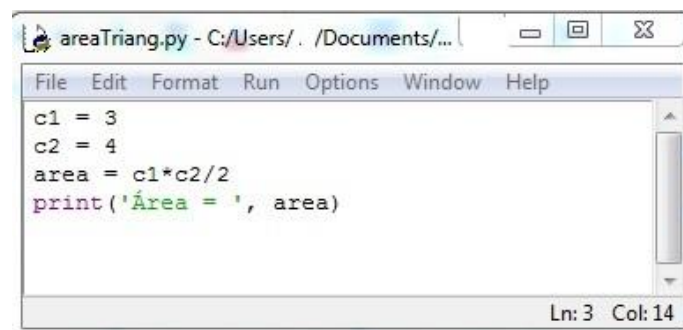 areaTriang.py - C:/Users/ . /Documents/...
File Edit Format Run Options Window Help
c1 = 3
c2 = 4
area = c1*c2/2
print('Área = ', area)
Ln: 3 Col: 14